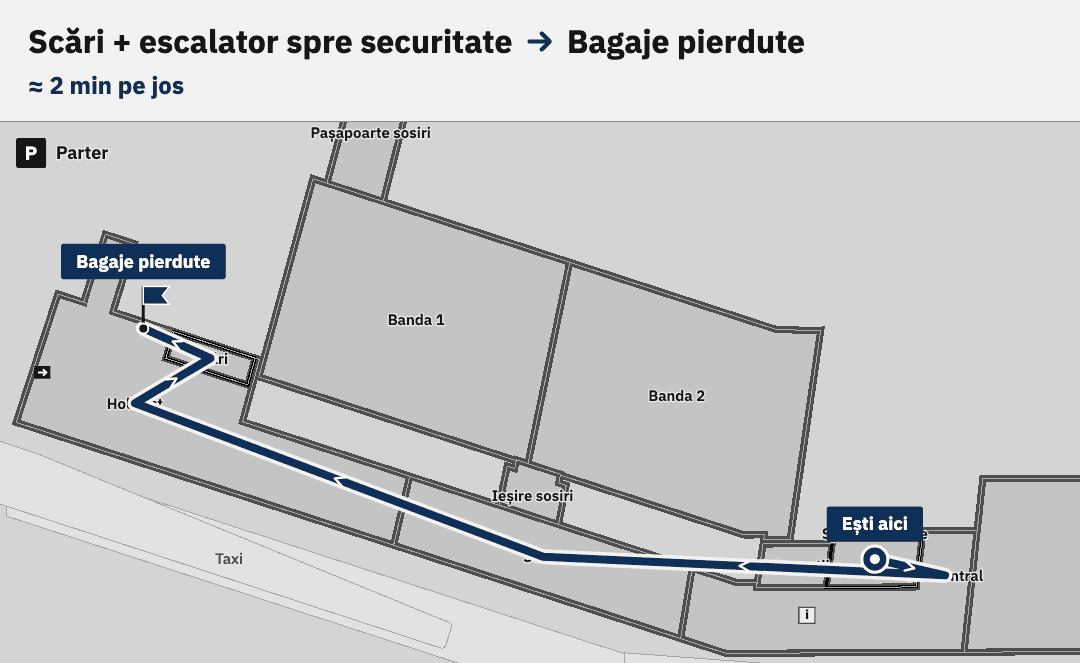 Scări + escalator spre securitate → Bagaje pierdute
≈ 2 min pe jos
P Parter
Pașapoarte sosiri
Bagaje pierdute
Banda 1
Banda 2
Ieșire sosiri
Ești aici
Taxi
i